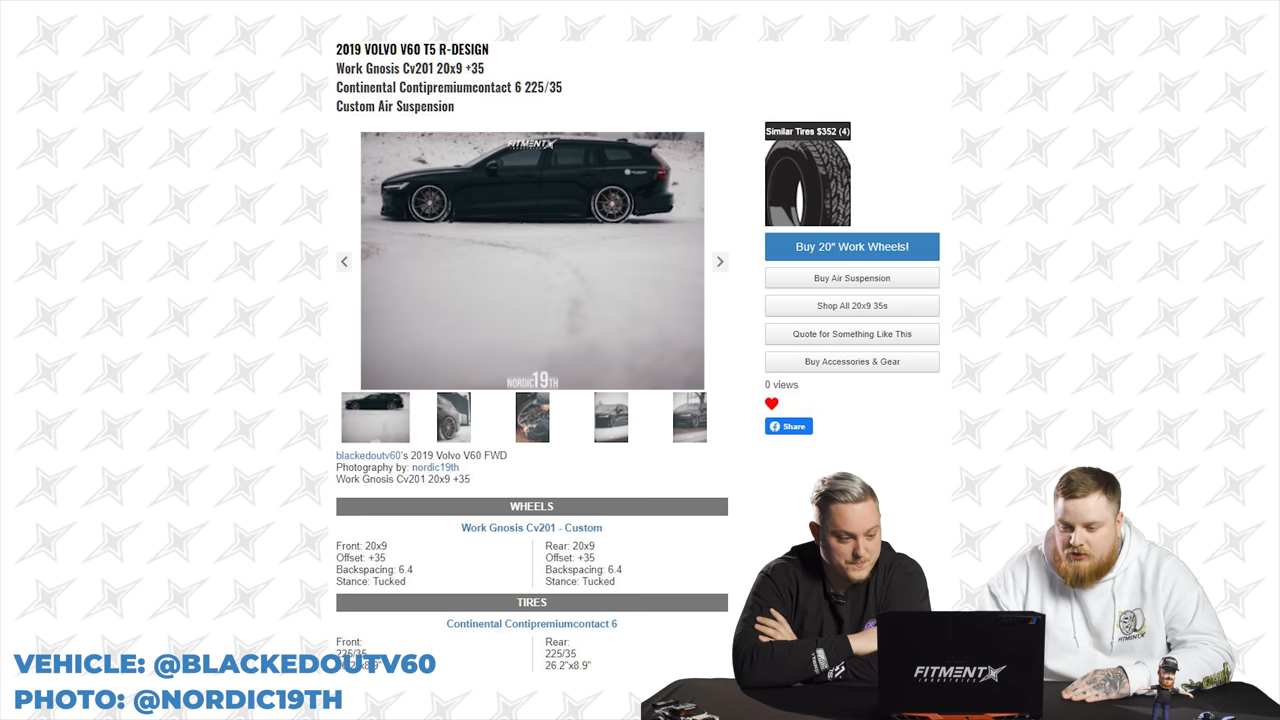 2019 VOLVO V60 T5 R-DESIGN
Work Gnosis Cv201 20x9 +35
Continental Contipremiumcontact 6 225/35
Custom Air Suspension
FITMENTX
NORDIC19TH
Similar Tires $352 (4)
Buy 20" Work Wheels!
Buy Air Suspension
Shop All 20x9 35s
Quote for Something Like This
Buy Accessories & Gear
0 views
Share
blackedoutv60's 2019 Volvo V60 FWD
Photography by: nordic19th
Work Gnosis Cv201 20x9 +35
WHEELS
Work Gnosis Cv201 - Custom
Front: 20x9
Offset: +35
Backspacing: 6.4
Stance: Tucked
Rear: 20x9
Offset: +35
Backspacing: 6.4
Stance: Tucked
TIRES
Continental Contipremiumcontact 6
Front:
Rear:
225/35
26.2"x8.9"
VEHICLE: @BLACKEDOUTV60
PHOTO: @NORDIC19TH
FITMENTX
FITMENTX
INDUSTRIES